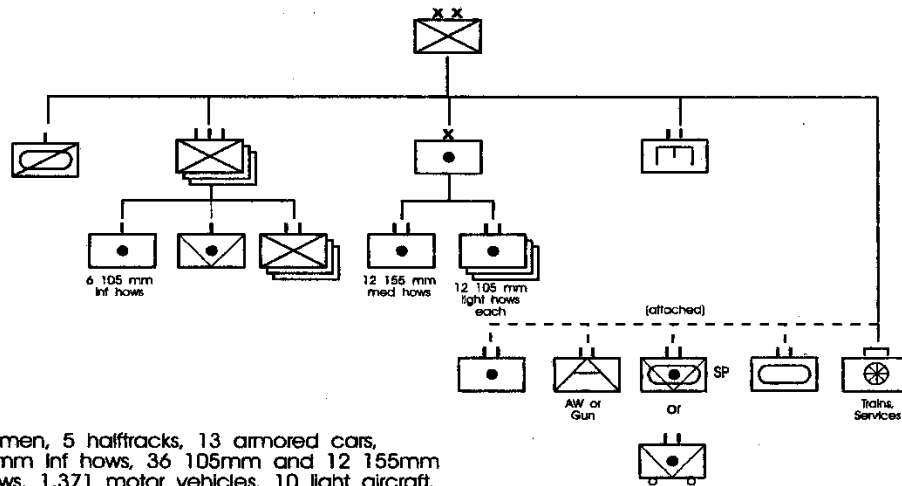 6 105 mm
inf hows
12 155 mm
med hows
12 105 mm
light hows
each
(attached)
SP
AW or
Gun
or
Trains,
Services
men, 5 halftracks, 13 armored cars,
mm inf hows, 36 105mm and 12 155mm
ws, 1,371 motor vehicles, 10 light aircraft.